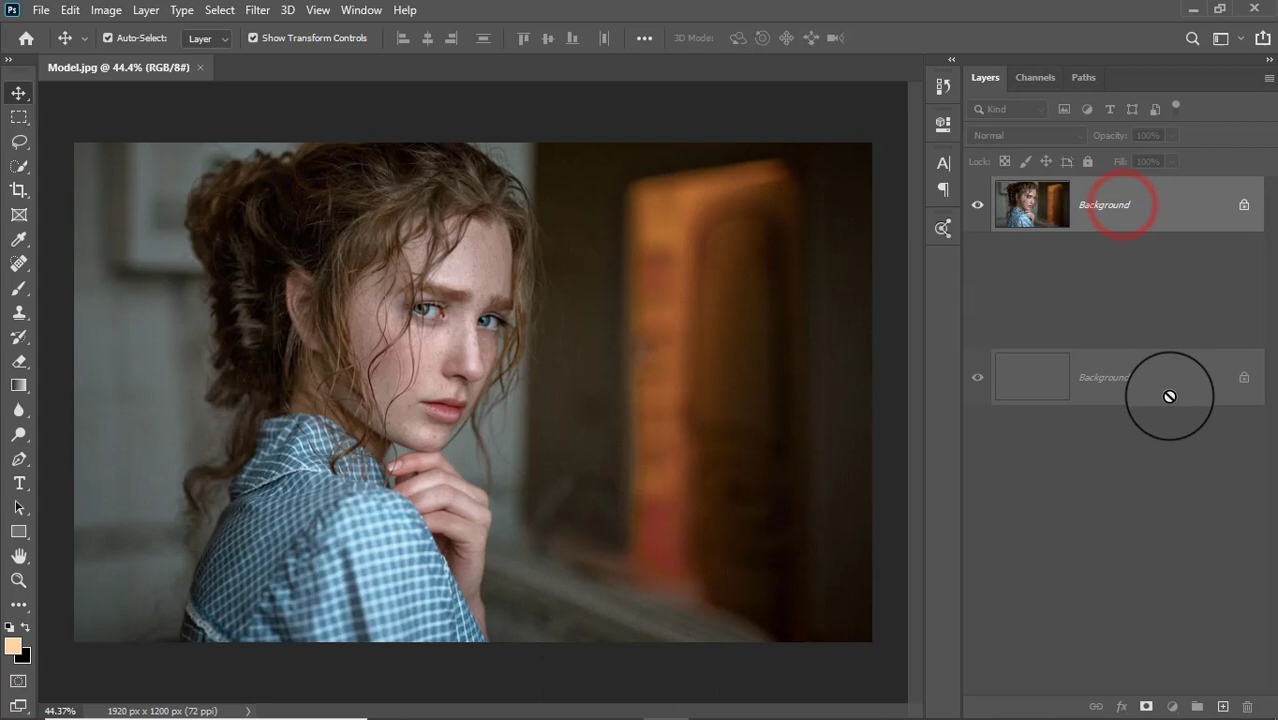 Ps File Edit Image Layer Type Select Filter 3D View Window Help
Auto-Select: Layer Show Transform Controls 3D Mode:
Model.jpg @ 44.4% (RGB/8#) ×
Layers Channels Paths
Kind
Normal Opacity: 100%
Lock: Fill: 100%
Background
Background
44.37% 1920 px x 1200 px (72 ppi)